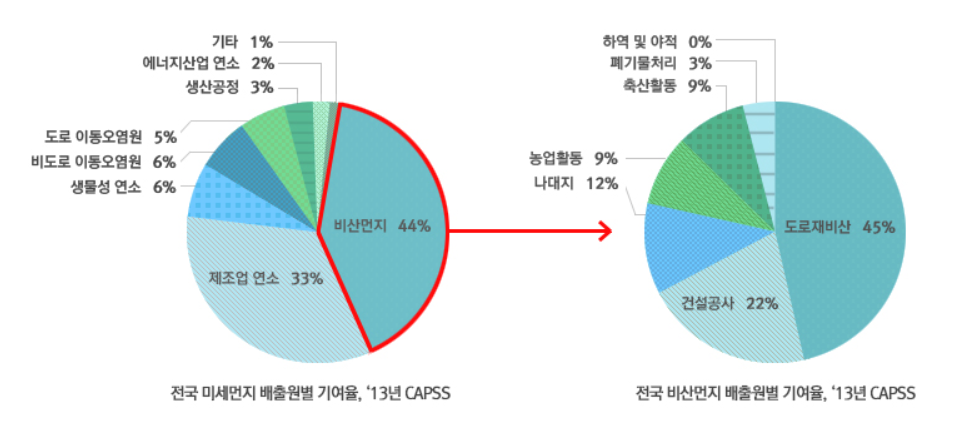 기타 1%
에너지산업 연소 2%
생산공정 3%
도로 이동오염원 5%
비도로 이동오염원 6%
생물성 연소 6%
제조업 연소 33%
비산먼지 44%
전국 미세먼지 배출원별 기여율, ‘13년 CAPSS
하역 및 야적 0%
폐기물처리 3%
축산활동 9%
농업활동 9%
나대지 12%
건설공사 22%
도로재비산 45%
전국 비산먼지 배출원별 기여율, ‘13년 CAPSS